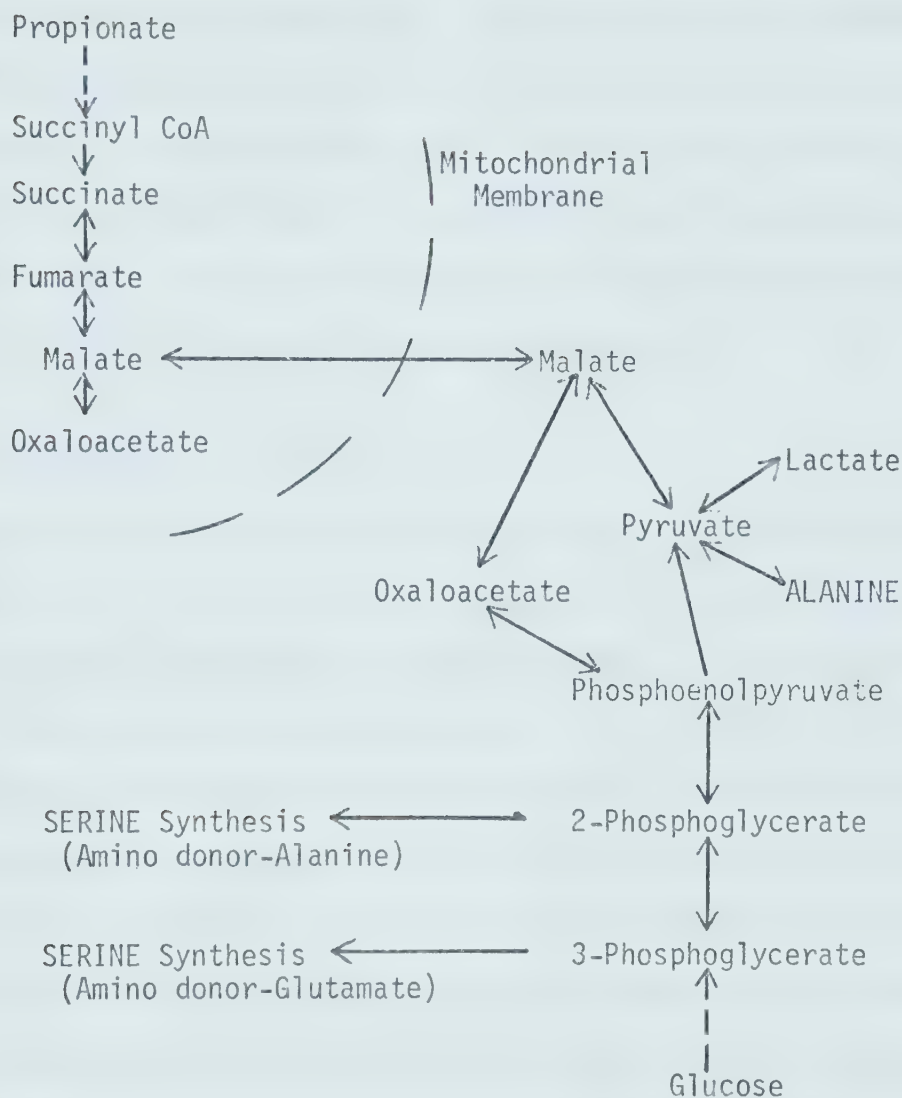 Propionate
Succinyl CoA
Succinate
Fumarate
Malate
Oxaloacetate
Mitochondrial
Membrane
Malate
Lactate
Pyruvate
ALANINE
Oxaloacetate
Phosphoenolpyruvate
SERINE Synthesis
(Amino donor-Alanine)
2-Phosphoglycerate
SERINE Synthesis
(Amino donor-Glutamate)
3-Phosphoglycerate
Glucose